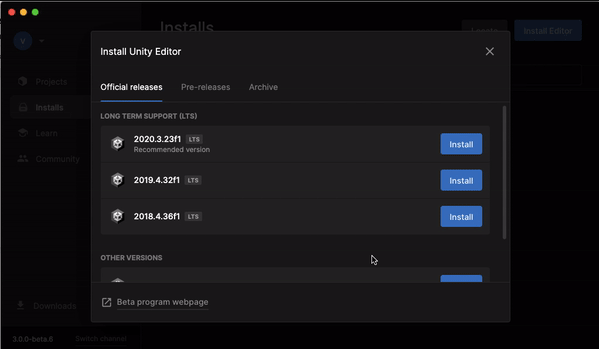 Installs
Locate
Install Editor
Y
Install Unity Editor
Projects
Official releases
Pre-releases
Archive
Installs
LONG TERM SUPPORT (LTS)
Learn
2020.3.23f1 LTS
Recommended version
Install
Community
2019.4.32f1 LTS
Install
2018.4.36f1 LTS
Install
OTHER VERSIONS
Downloads
Beta program webpage
3.0.0-beta.6
Switch channel